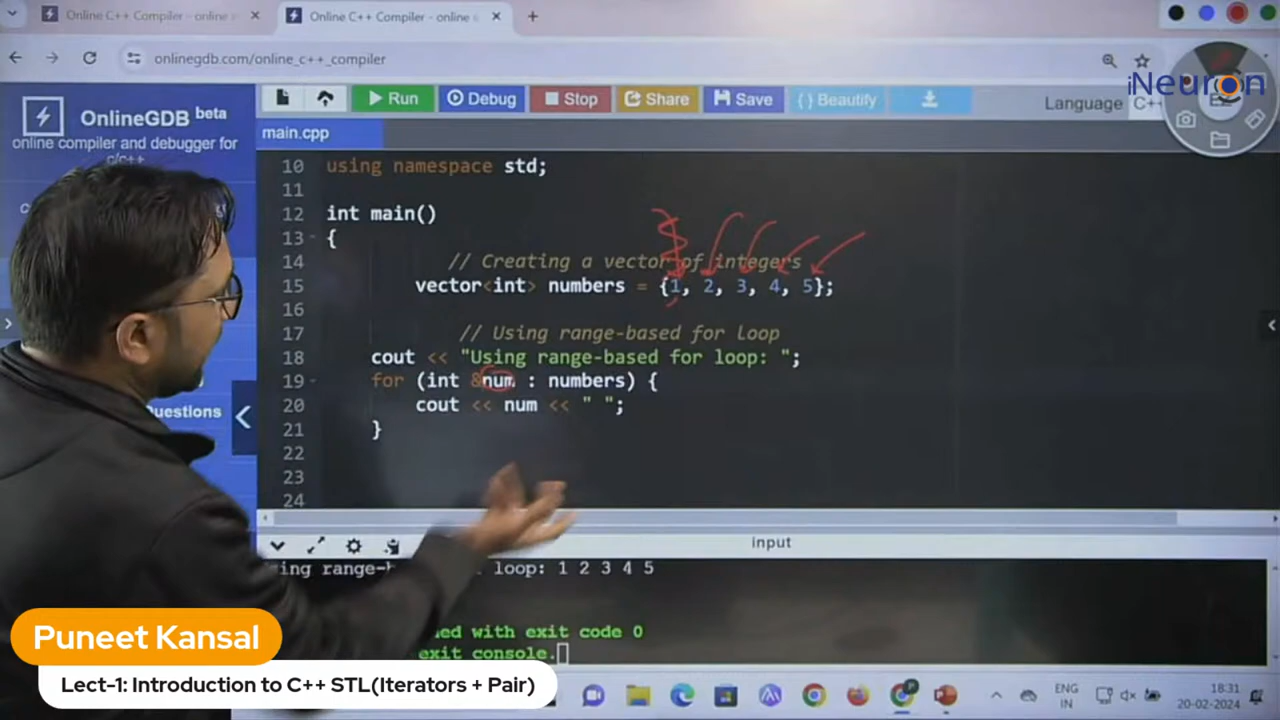 Online C++ Compiler - online
Online C++ Compiler - online
onlinegdb.com/online_c++_compiler
iNeuron
OnlineGDB beta
online compiler and debugger for
c/c++
Run
Debug
Stop
Share
Save
{ } Beautify
Language C++
main.cpp
10 using namespace std;
11
12 int main()
13 {
14 // Creating a vector of integers
15 vector<int> numbers = {1, 2, 3, 4, 5};
16
17 // Using range-based for Loop
18 cout << "Using range-based for loop: ";
19 for (int &num : numbers) {
20 cout << num << " ";
21 }
22
23
24
Questions
input
loop: 1 2 3 4 5
with exit code 0
exit console.
Puneet Kansal
Lect-1: Introduction to C++ STL(Iterators + Pair)
ENG
IN
18:31
20-02-2024